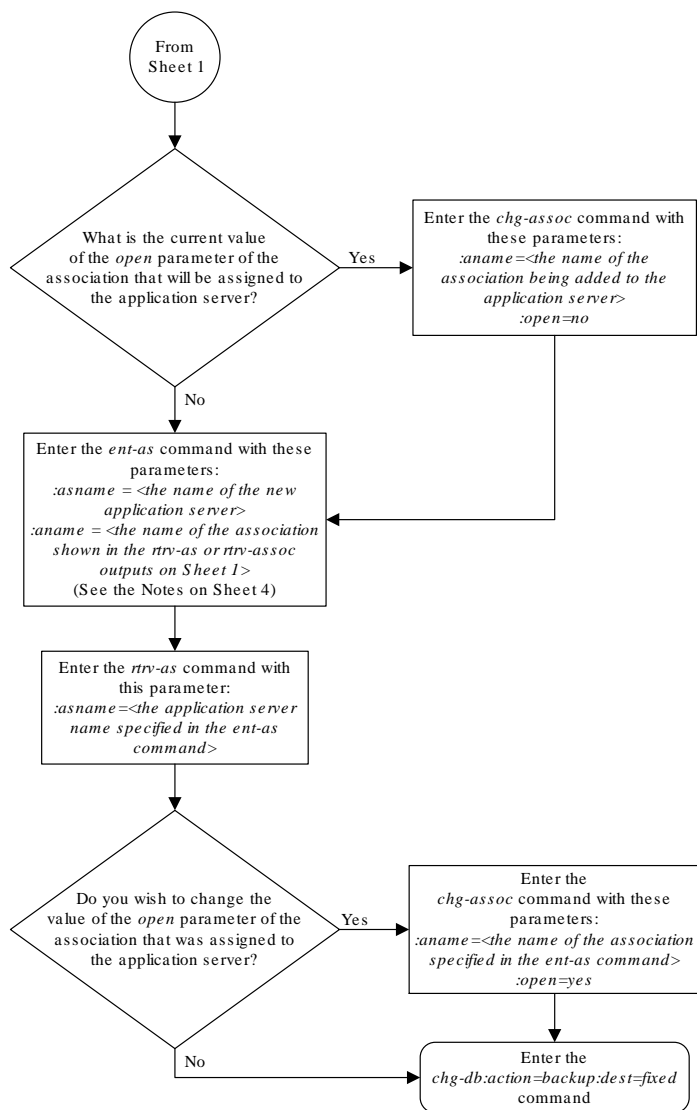 From
Sheet 1
What is the current value
of the open parameter of the
association that will be assigned to
the application server?
Yes
Enter the chg-assoc command with
these parameters:
:aname=<the name of the
association being added to the
application server>
:open=no
No
Enter the ent-as command with these
parameters:
:asname = <the name of the new
application server>
:aname = <the name of the association
shown in the rtrv-as or rtrv-assoc
outputs on Sheet 1>
(See the Notes on Sheet 4)
Enter the rtrv-as command with
this parameter:
:asname=<the application server
name specified in the ent-as
command>
Do you wish to change the
value of the open parameter of the
association that was assigned to
the application server?
Yes
Enter the
chg-assoc command with these
parameters:
:aname=<the name of the association
specified in the ent-as command>
:open=yes
No
Enter the
chg-db:action=backup:dest=fixed
command